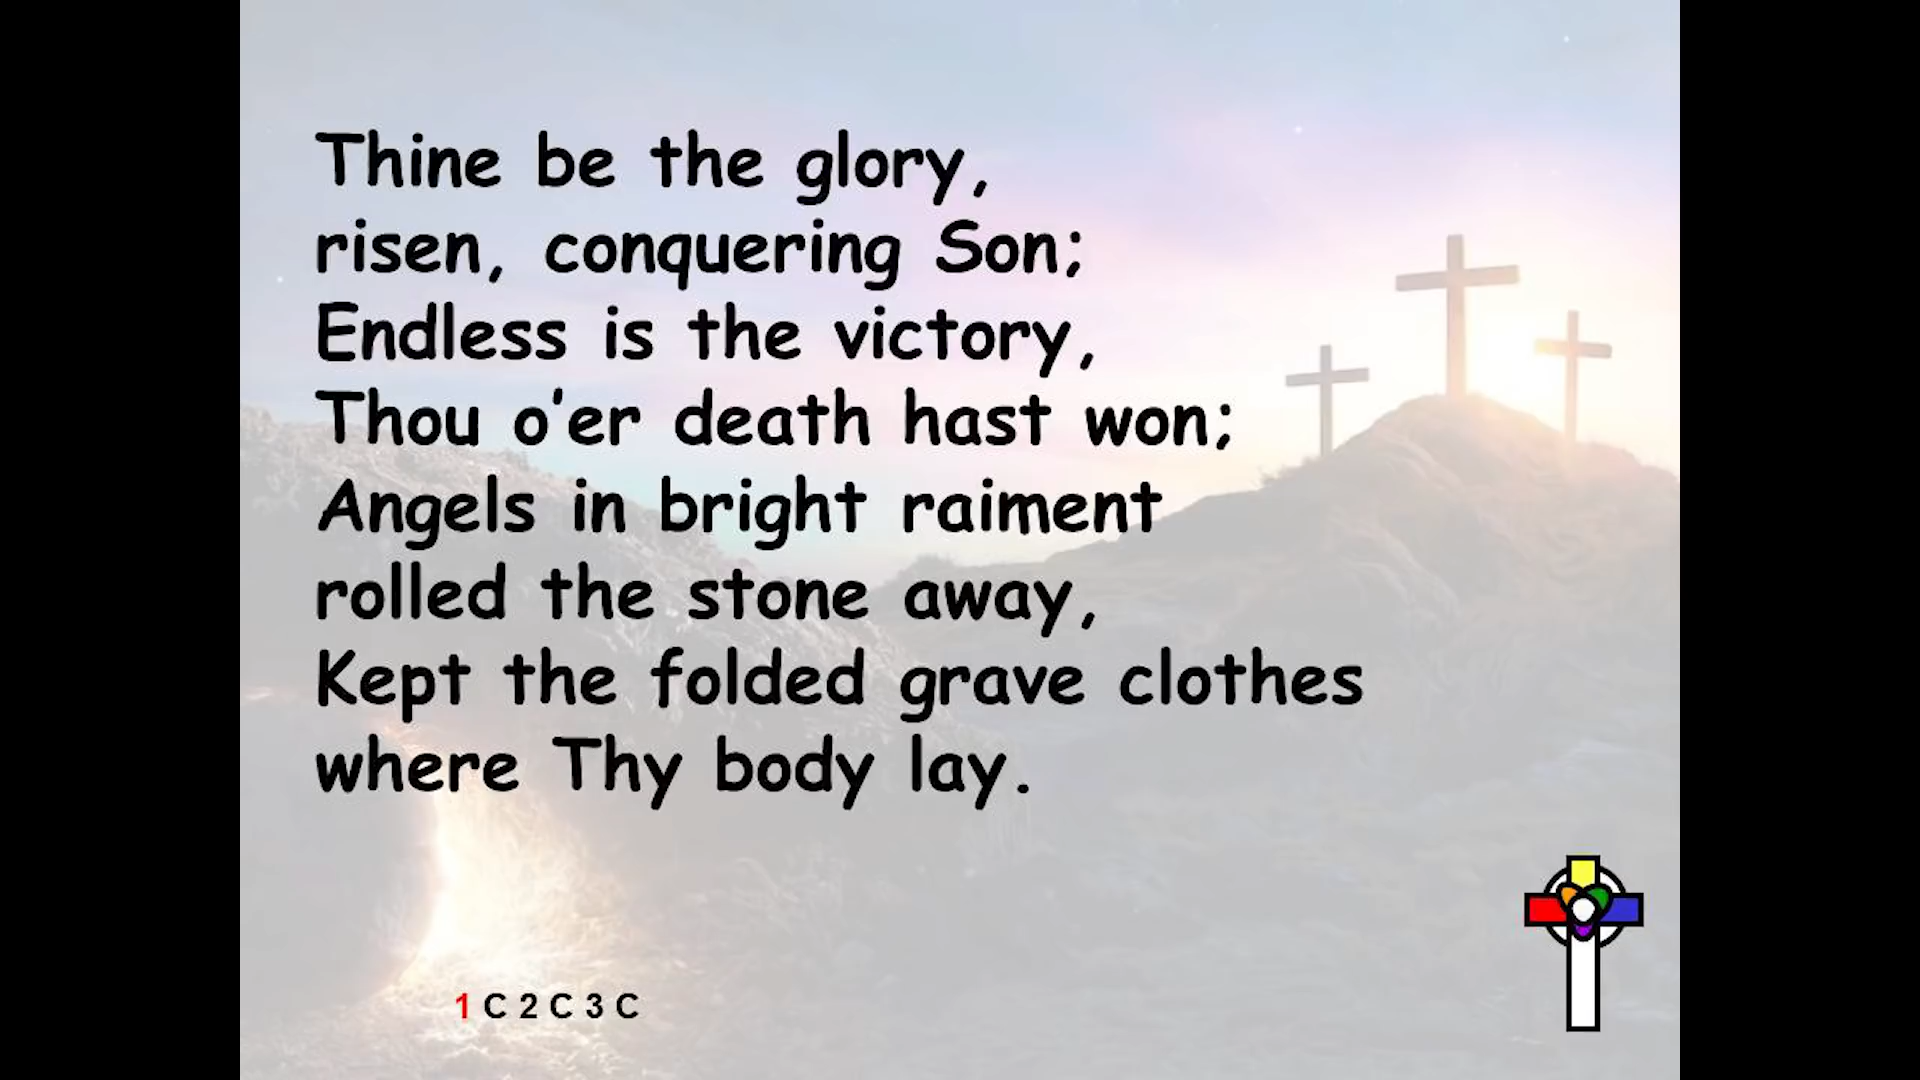 Thine be the glory,
risen, conquering Son;
Endless is the victory,
Thou o'er death hast won;
Angels in bright raiment
rolled the stone away,
Kept the folded grave clothes
where Thy body lay.
1 C 2 C 3 C